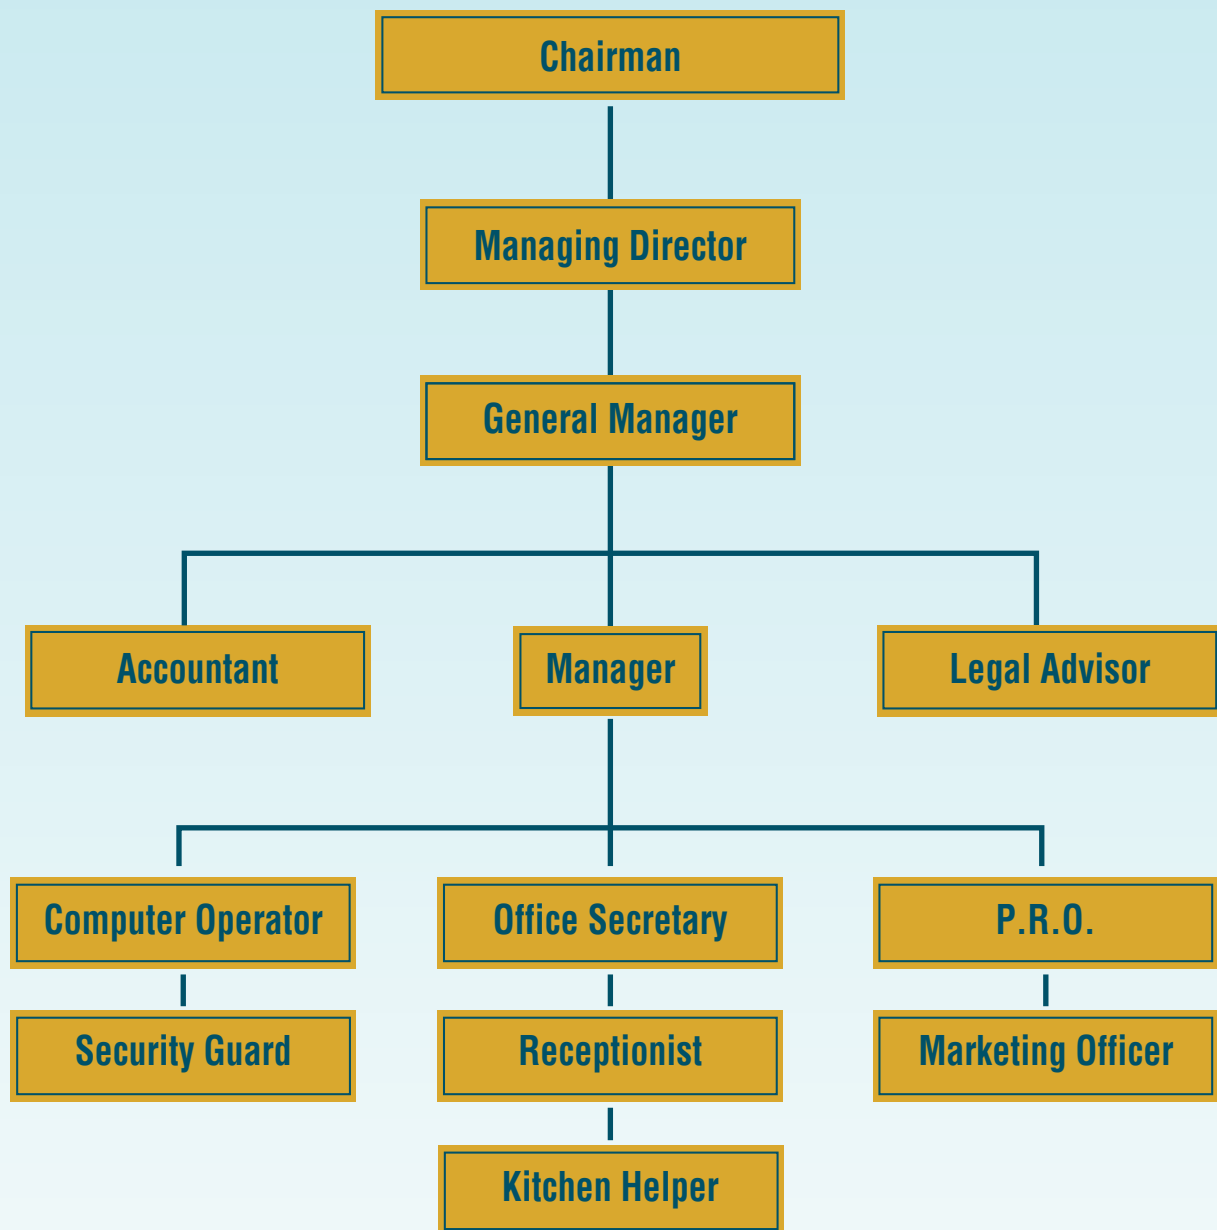 Chairman
Managing Director
General Manager
Accountant
Manager
Legal Advisor
Computer Operator
Office Secretary
P.R.O.
Security Guard
Receptionist
Marketing Officer
Kitchen Helper